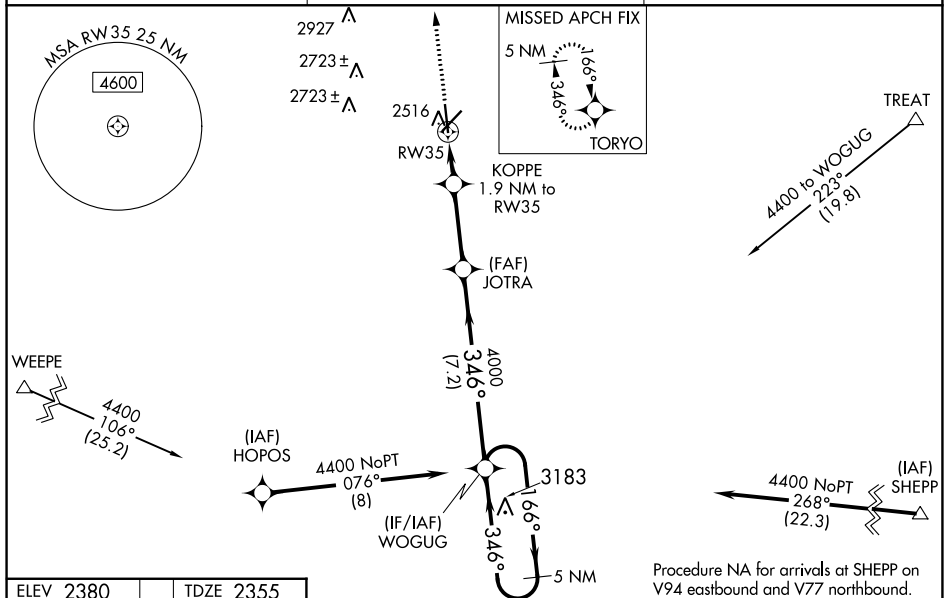 MSA RW35 25 NM
4600
2927
2723 ±
2723 ±
2516
RW35
MISSED APCH FIX
5 NM
166°
346°
TORYO
TREAT
4400 to WOGUG
223°
(19.8)
KOPPE
1.9 NM to
RW35
(FAF)
JOTRA
4000
346°
(7.2)
WEEPE
4400
106°
(25.2)
(IAF)
HOPOS
4400 NoPT
076°
(8)
(IF/IAF)
WOGUG
3183
166°
346°
5 NM
4400 NoPT
268°
(22.3)
(IAF)
SHEPP
Procedure NA for arrivals at SHEPP on
V94 eastbound and V77 northbound.
ELEV 2380
TDZE 2355